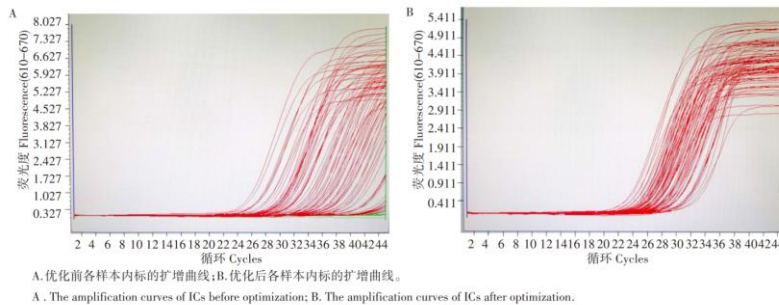 A
8.027
7.327
6.627
5.927
5.227
4.527
3.827
3.127
2.427
1.727
1.027
0.327
荧光度 Fluorescence(610-670)
2 4 6 8 10 12 14 16 18 20 22 24 26 28 30 32 34 36 38 40 42 44
循环 Cycles
B
5.411
4.911
4.411
3.911
3.411
2.911
2.411
1.911
1.411
0.911
0.411
荧光度 Fluorescence(610-670)
2 4 6 8 10 12 14 16 18 20 22 24 26 28 30 32 34 36 38 40 42 44
循环 Cycles
A.优化前各样本内标的扩增曲线;B.优化后各样本内标的扩增曲线。
A . The amplification curves of ICs before optimization; B. The amplification curves of ICs after optimization.